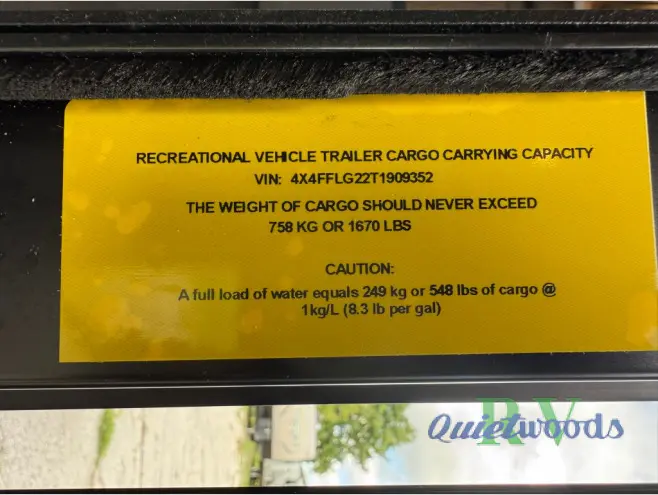 RECREATIONAL VEHICLE TRAILER CARGO CARRYING CAPACITY
VIN: 4X4FFLG22T1909352
THE WEIGHT OF CARGO SHOULD NEVER EXCEED
758 KG OR 1670 LBS
CAUTION:
A full load of water equals 249 kg or 548 lbs of cargo @
1kg/L (8.3 lb per gal)
RV
Quietwoods